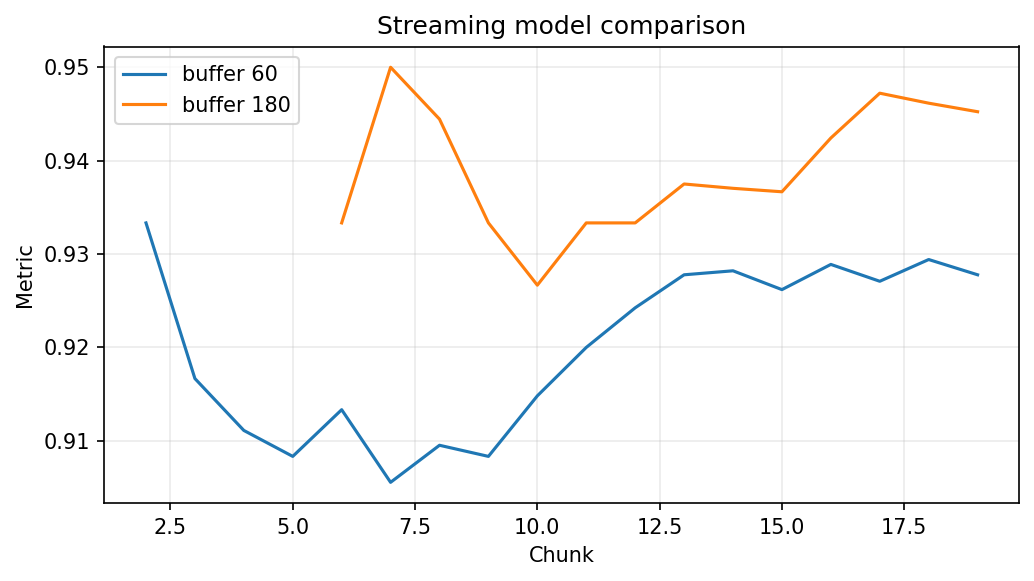 Streaming model comparison
buffer 60
buffer 180
0.95
0.94
0.93
0.92
0.91
Metric
2.5 5.0 7.5 10.0 12.5 15.0 17.5
Chunk